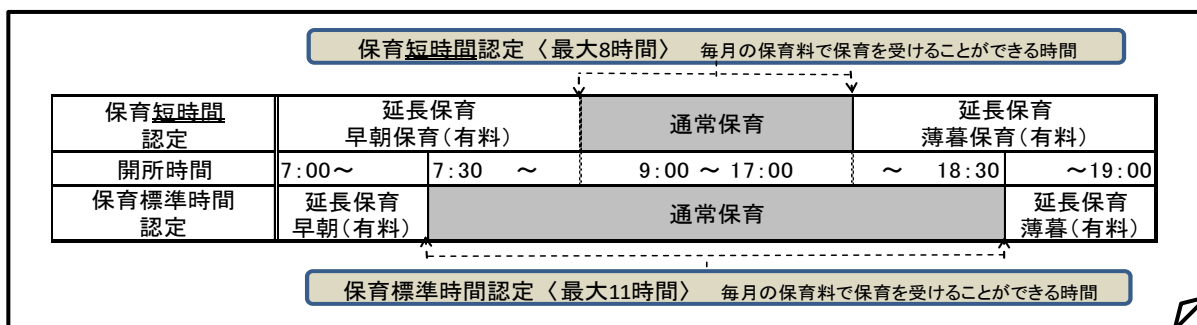 保育短時間認定〈最大8時間〉 毎月の保育料で保育を受けることができる時間
保育短時間
認定
延長保育
早朝保育(有料)
通常保育
延長保育
薄暮保育(有料)
開所時間
7:00～
7:30 ～
9:00 ～ 17:00
～ 18:30
～19:00
保育標準時間
認定
延長保育
早朝(有料)
通常保育
延長保育
薄暮(有料)
保育標準時間認定〈最大11時間〉 毎月の保育料で保育を受けることができる時間